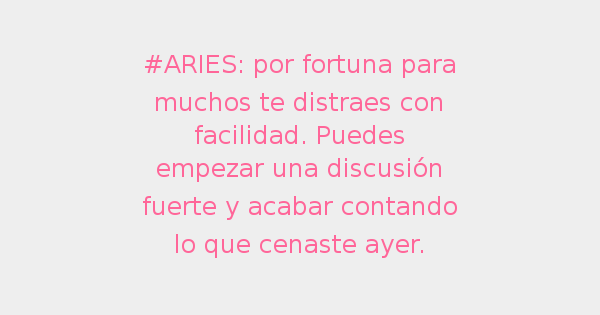 #ARIES: por fortuna para
muchos te distraes con
facilidad. Puedes
empezar una discusión
fuerte y acabar contando
lo que cenaste ayer.